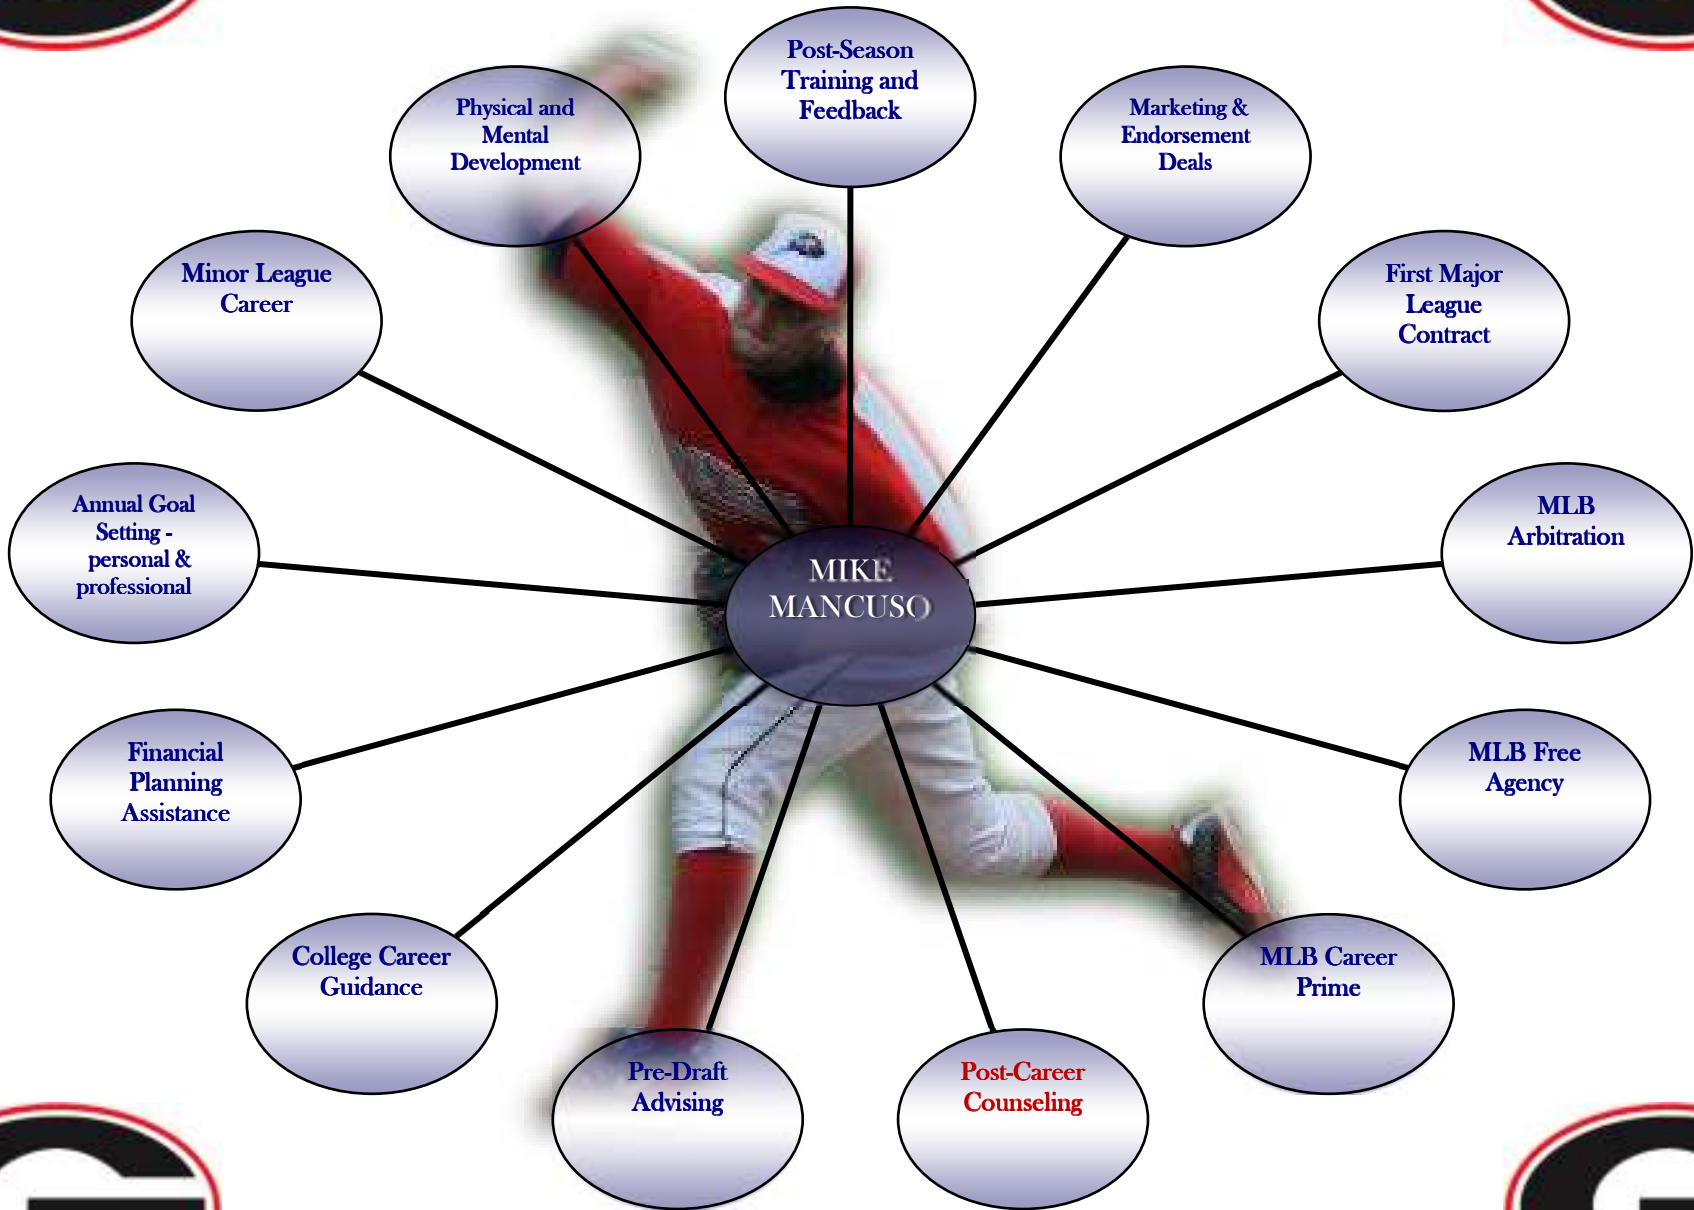 Post-Season
Training and
Feedback
Physical and
Mental
Development
Marketing &
Endorsement
Deals
Minor League
Career
First Major
League
Contract
Annual Goal
Setting -
personal &
professional
MLB
Arbitration
MIKE
MANCUSO
Financial
Planning
Assistance
MLB Free
Agency
College Career
Guidance
MLB Career
Prime
Pre-Draft
Advising
Post-Career
Counseling